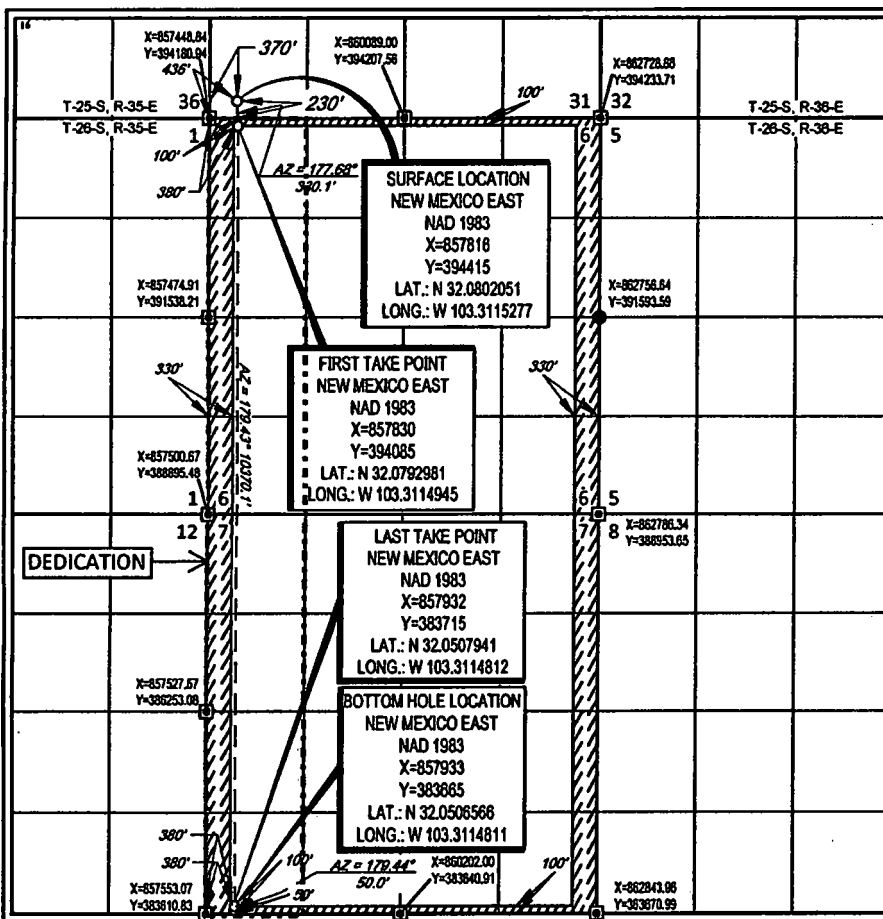 16
X=857448.84
Y=394180.94
370'
436'
X=860089.00
Y=394207.56
X=862728.68
Y=394233.71
36
230'
100'
31 32
T-25-S, R-35-E
T-26-S, R-35-E
T-25-S, R-36-E
T-26-S, R-36-E
1
6 5
100'
380'
AZ = 177.68°
330.1'
SURFACE LOCATION
NEW MEXICO EAST
NAD 1983
X=857816
Y=394415
LAT.: N 32.0802051
LONG.: W 103.3115277
X=857474.91
Y=391538.21
X=862756.64
Y=391593.59
330'
FIRST TAKE POINT
NEW MEXICO EAST
NAD 1983
X=857830
Y=394085
LAT.: N 32.0792981
LONG.: W 103.3114945
330'
AZ = 179.43° 10370.1'
X=857500.67
Y=388895.48
1 6
12 7
6 5
7 8
X=862786.34
Y=388953.65
LAST TAKE POINT
NEW MEXICO EAST
NAD 1983
X=857932
Y=383715
LAT.: N 32.0507941
LONG.: W 103.3114812
DEDICATION
X=857527.67
Y=386253.08
BOTTOM HOLE LOCATION
NEW MEXICO EAST
NAD 1983
X=857933
Y=383665
LAT.: N 32.0506566
LONG.: W 103.3114811
380'
380'
100'
50'
AZ = 179.44°
50.0'
X=860202.00
Y=383640.91
100'
X=857553.07
Y=383610.83
X=862843.96
Y=383670.99